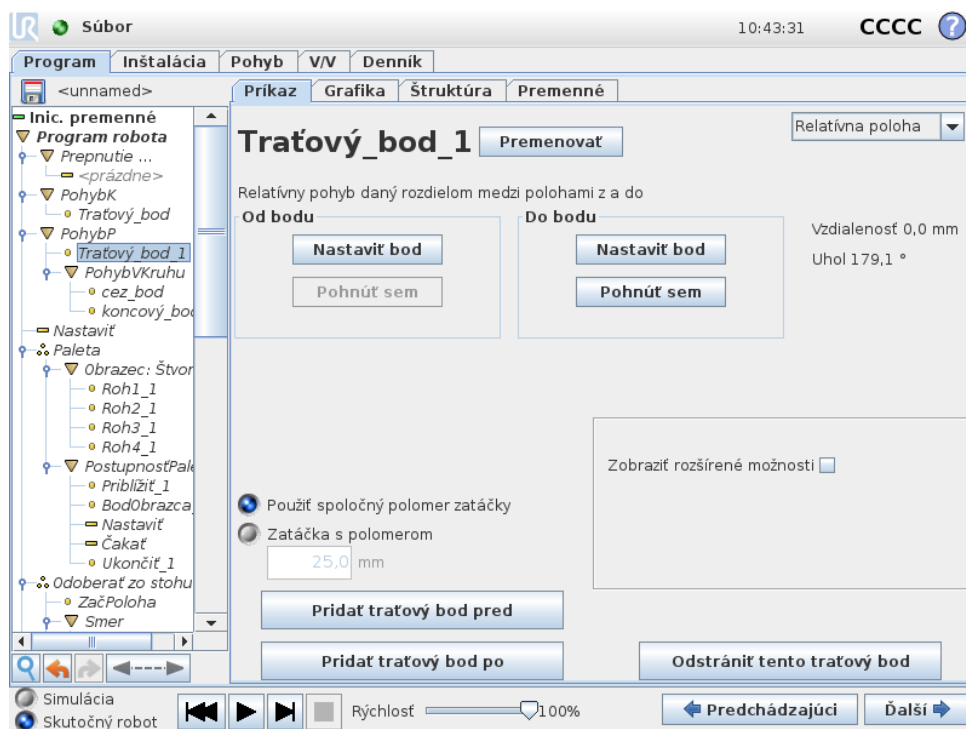 UR Súbor 10:43:31 CCCC ?
Program Inštalácia Pohyb V/V Denník
<unnamed>
Príkaz Grafika Štruktúra Premenné
Inic. premenné
Program robota
Prepnutie ...
<prázdne>
PohybK
Traťový_bod
PohybP
Traťový_bod_1
PohybVKruhu
cez_bod
koncový_bod
Nastaviť
Paleta
Obrazec: Štvor
Roh1_1
Roh2_1
Roh3_1
Roh4_1
PostupnosťPale
Priblížiť_1
BodObrazca_
Nastaviť
Čakať
Ukončiť_1
Odoberať zo stohu
ZačPoloha
Smer
Traťový_bod_1
Premenovať
Relatívna poloha
Relatívny pohyb daný rozdielom medzi polohami z a do
Od bodu
Nastaviť bod
Pohnúť sem
Do bodu
Nastaviť bod
Pohnúť sem
Vzdialenosť 0,0 mm
Uhol 179,1 °
Zobraziť rozšírené možnosti
Použiť spoločný polomer zatáčky
Zatáčka s polomerom
25,0 mm
Pridať traťový bod pred
Pridať traťový bod po
Odstrániť tento traťový bod
Simulácia
Skutočný robot
Rýchlosť 100%
Predchádzajúci
Ďalší